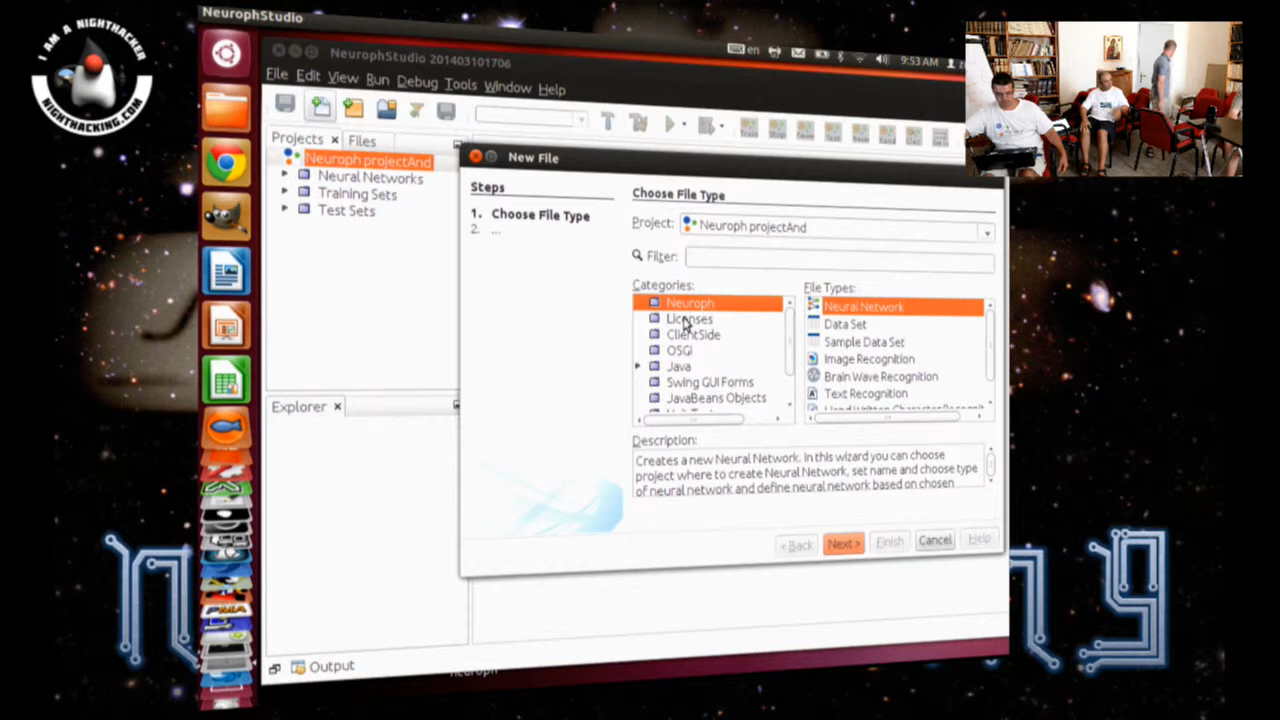 I AM A NIGHTHACKER
NIGHTHACKING.COM
NeurophStudio
NeurophStudio 201403101706
en
9:53 AM
File Edit View Run Debug Tools Window Help
Projects
Files
Neuroph projectAnd
Neural Networks
Training Sets
Test Sets
Explorer
Output
New File
Steps
1. Choose File Type
2. ...
Choose File Type
Project: Neuroph projectAnd
Filter:
Categories:
Neuroph
Licenses
ClientSide
OSGi
Java
Swing GUI Forms
JavaBeans Objects
File Types:
Neural Network
Data Set
Sample Data Set
Image Recognition
Brain Wave Recognition
Text Recognition
Description:
Creates a new Neural Network. In this wizard you can choose
project where to create Neural Network, set name and choose type
of neural network and define neural network based on chosen
< Back Next > Finish Cancel Help
PMA